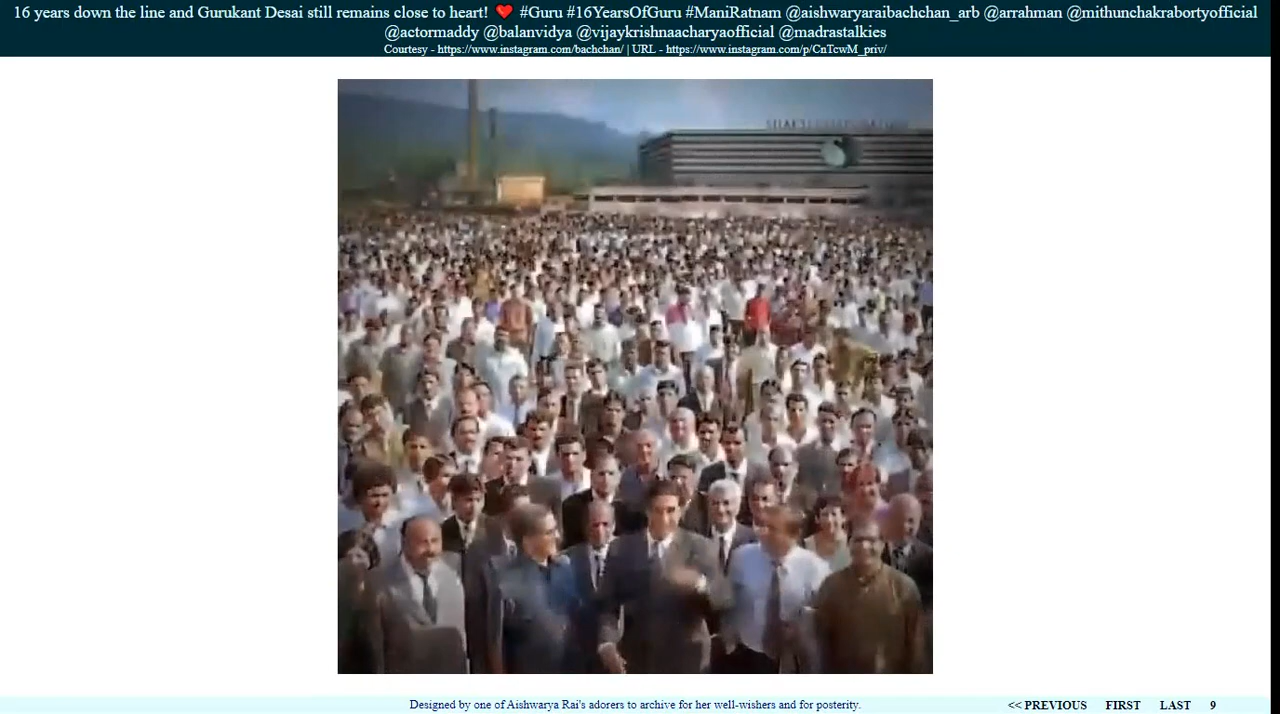 16 years down the line and Gurukant Desai still remains close to heart! ❤️ #Guru #16YearsOfGuru #ManiRatnam @aishwaryaraibachchan_arb @arrahman @mithunchakrabortyofficial
@actormaddy @balanvidya @vijaykrishnaacharyaofficial @madrastalkies
Courtesy - https://www.instagram.com/bachchan/ | URL - https://www.instagram.com/p/CnTcwM_priv/
Designed by one of Aishwarya Rai's adorers to archive for her well-wishers and for posterity.
<< PREVIOUS FIRST LAST 9